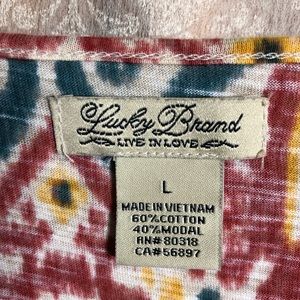 Lucky Brand
LIVE IN LOVE
L
MADE IN VIETNAM
60% COTTON
40% MODAL
RN# 80318
CA# 56897